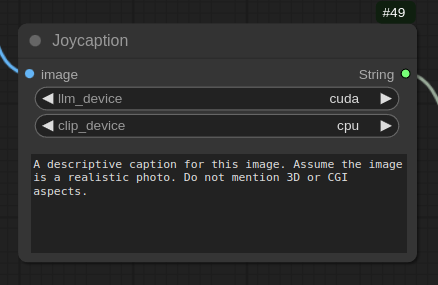 #49
Joycaption
image String
llm_device cuda
clip_device cpu
A descriptive caption for this image. Assume the image
is a realistic photo. Do not mention 3D or CGI
aspects.